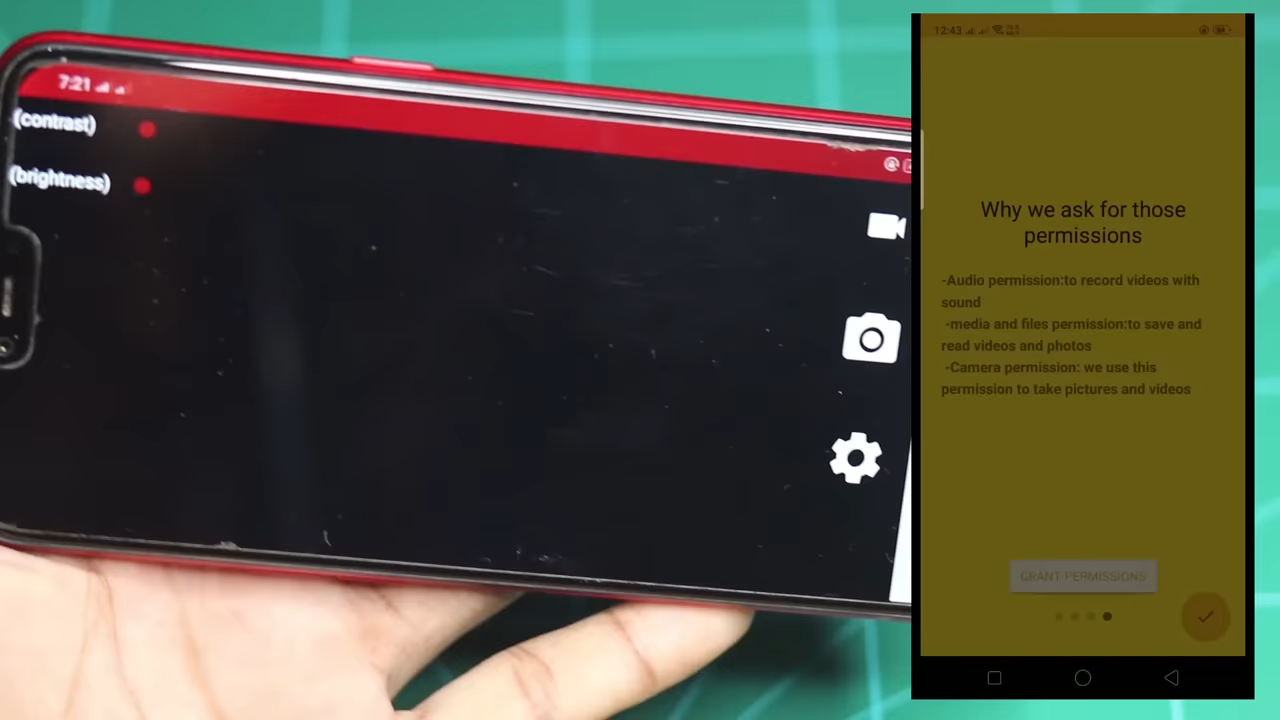 7:21
(contrast)
(brightness)
12:43
Why we ask for those
permissions
-Audio permission:to record videos with
sound
-media and files permission:to save and
read videos and photos
-Camera permission: we use this
permission to take pictures and videos
GRANT PERMISSIONS